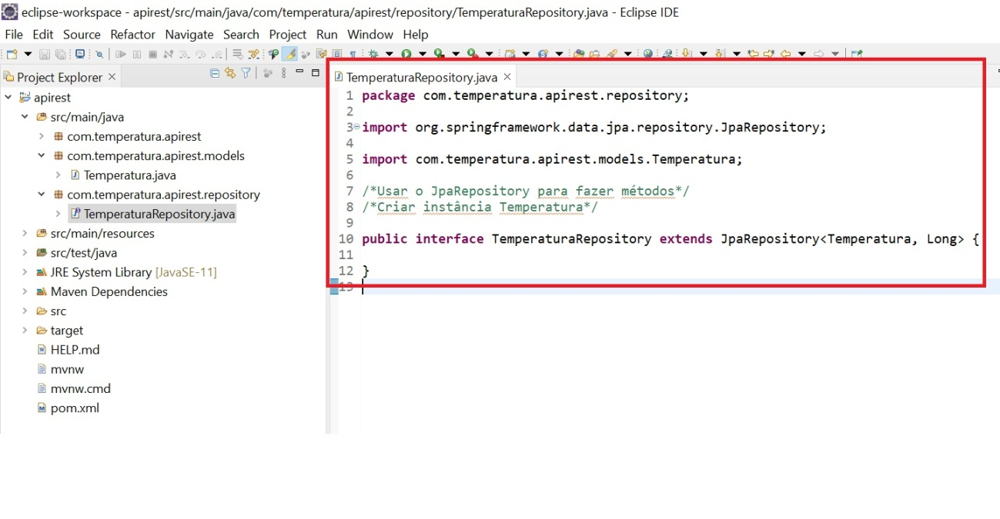 eclipse-workspace - apirest/src/main/java/com/temperatura/apirest/repository/TemperaturaRepository.java - Eclipse IDE
File Edit Source Refactor Navigate Search Project Run Window Help
Project Explorer
apirest
src/main/java
com.temperatura.apirest
com.temperatura.apirest.models
Temperatura.java
com.temperatura.apirest.repository
TemperaturaRepository.java
src/main/resources
src/test/java
JRE System Library [JavaSE-11]
Maven Dependencies
src
target
HELP.md
mvnw
mvnw.cmd
pom.xml
TemperaturaRepository.java
1 package com.temperatura.apirest.repository;
2
3 import org.springframework.data.jpa.repository.JpaRepository;
4
5 import com.temperatura.apirest.models.Temperatura;
6
7 /*Usar o JpaRepository para fazer métodos*/
8 /*Criar instância Temperatura*/
9
10 public interface TemperaturaRepository extends JpaRepository<Temperatura, Long> {
11
12 }
13